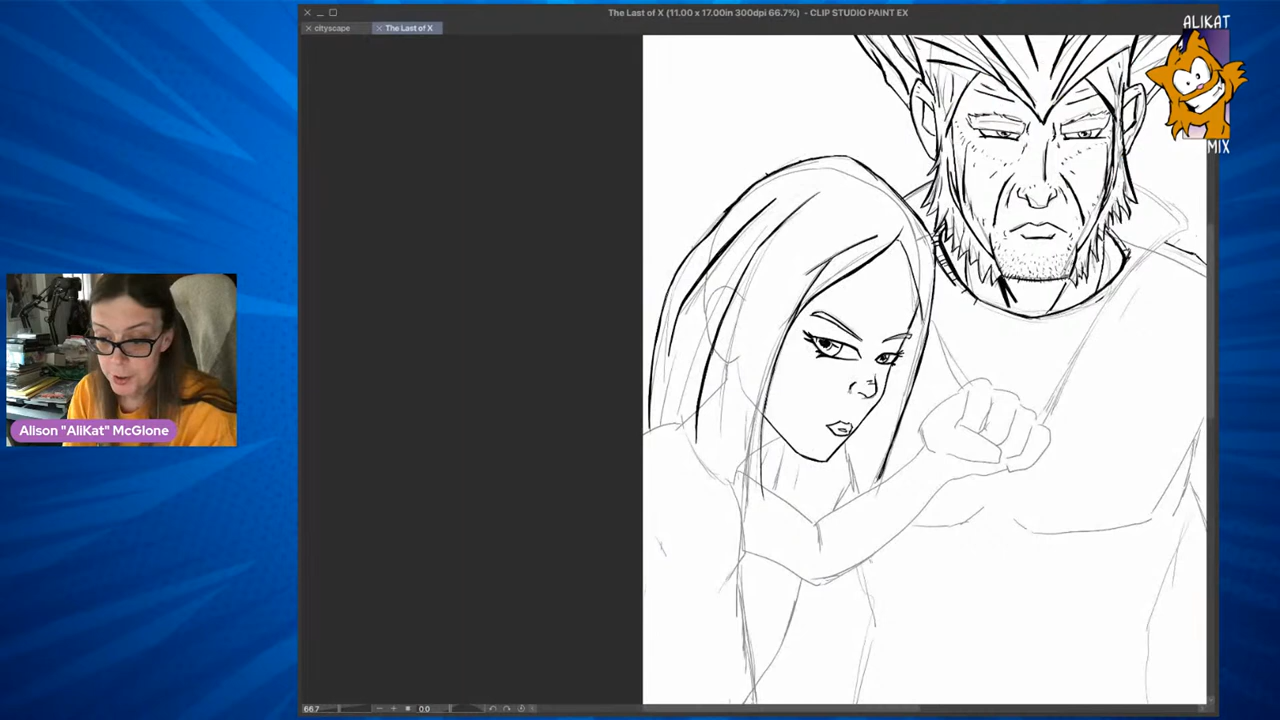 The Last of X (11.00 x 17.00in 300dpi 66.7%) - CLIP STUDIO PAINT EX
cityscape
The Last of X
ALIKAT
MIX
Alison "AliKat" McGlone
66.7
0.0